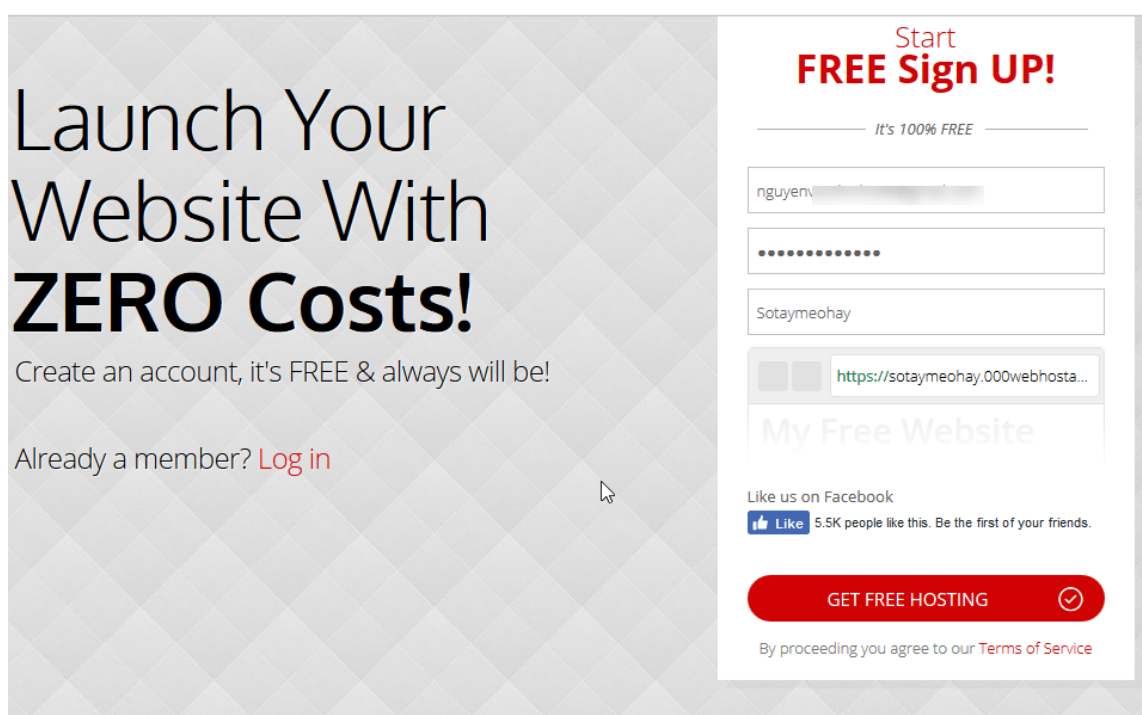 Launch Your
Website With
ZERO Costs!
Create an account, it's FREE & always will be!
Already a member? Log in
Start
FREE Sign UP!
It's 100% FREE
Sotaymeohay
https://sotaymeohay.000webhosta...
My Free Website
Like us on Facebook
Like 5.5K people like this. Be the first of your friends.
GET FREE HOSTING
By proceeding you agree to our Terms of Service